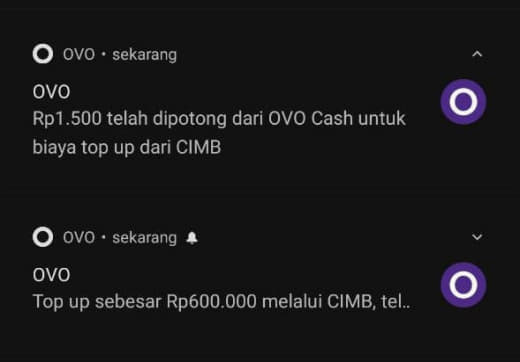 OVO • sekarang
OVO
Rp1.500 telah dipotong dari OVO Cash untuk
biaya top up dari CIMB
OVO • sekarang
OVO
Top up sebesar Rp600.000 melalui CIMB, tel..